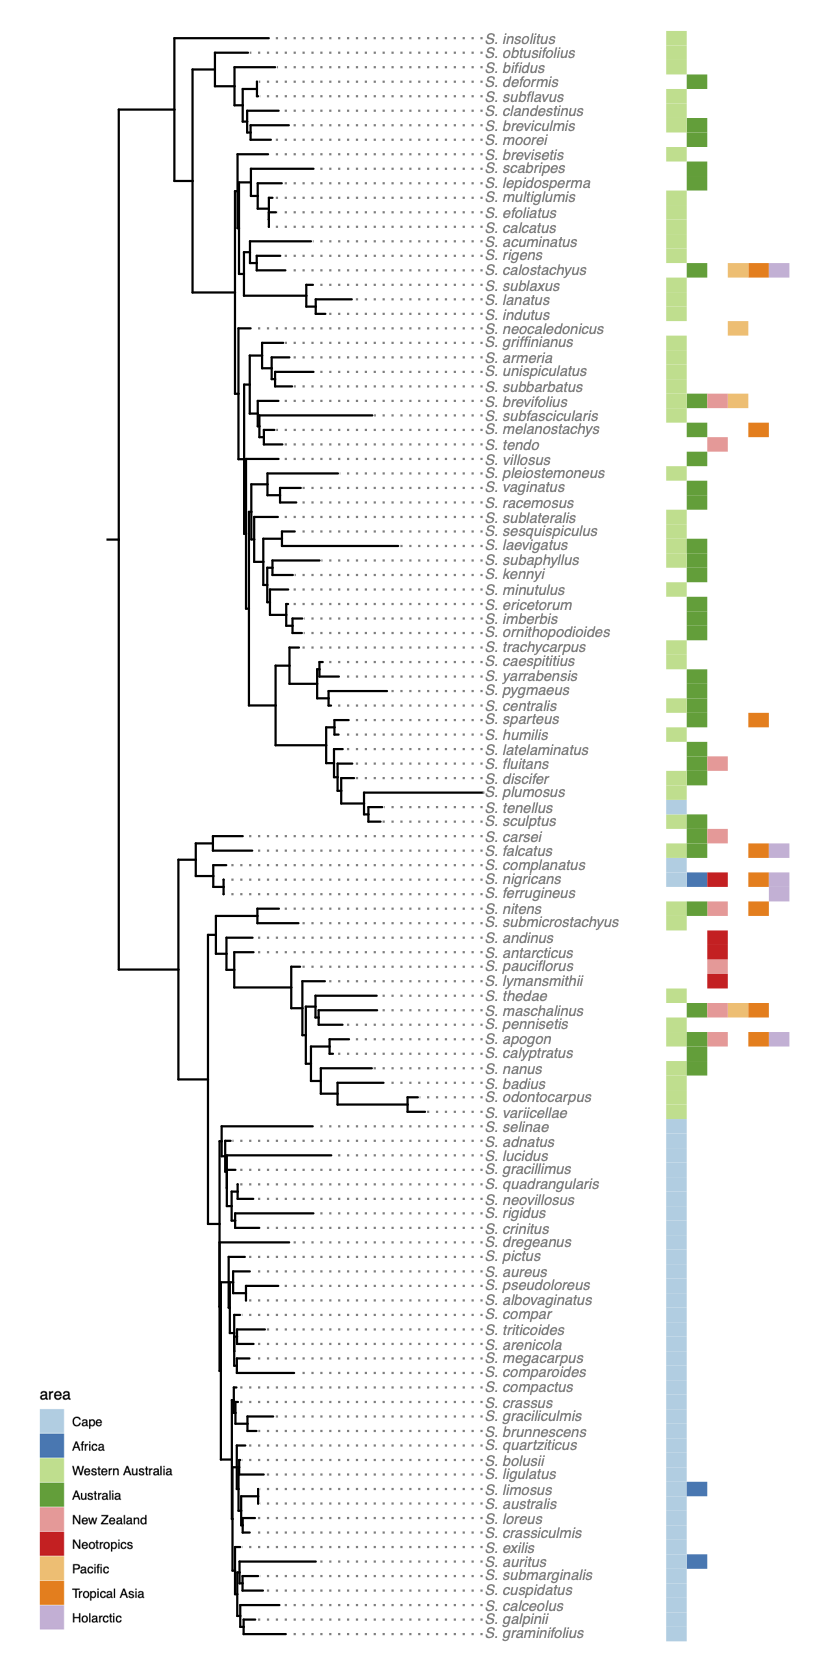 S. insolitus
S. obtusifolius
S. bifidus
S. deformis
S. subflavus
S. clandestinus
S. breviculmis
S. moorei
S. brevisetis
S. scabripes
S. lepidosperma
S. multiglumis
S. efoliatus
S. calcatus
S. acuminatus
S. rigens
S. calostachyus
S. sublaxus
S. lanatus
S. indutus
S. neocaledonicus
S. griffinianus
S. armeria
S. unispiculatus
S. subbarbatus
S. brevifolius
S. subfascicularis
S. melanostachys
S. tendo
S. villosus
S. pleiostemoneus
S. vaginatus
S. racemosus
S. sublateralis
S. sesquispiculus
S. laevigatus
S. subaphyllus
S. kennyi
S. minutulus
S. ericetorum
S. imberbis
S. ornithopodioides
S. trachycarpus
S. caespititius
S. yarrabensis
S. pygmaeus
S. centralis
S. sparteus
S. humilis
S. latelaminatus
S. fluitans
S. discifer
S. plumosus
S. tenellus
S. sculptus
S. carsei
S. falcatus
S. complanatus
S. nigricans
S. ferrugineus
S. nitens
S. submicrostachyus
S. andinus
S. antarcticus
S. pauciflorus
S. lymansmithii
S. thedae
S. maschalinus
S. pennisetis
S. apogon
S. calyptratus
S. nanus
S. badius
S. odontocarpus
S. variicellae
S. selinae
S. adnatus
S. lucidus
S. gracillimus
S. quadrangularis
S. neovillosus
S. rigidus
S. crinitus
S. dregeanus
S. pictus
S. aureus
S. pseudoloreus
S. albovaginatus
S. compar
S. triticoides
S. arenicola
S. megacarpus
S. comparoides
S. compactus
S. crassus
S. graciliculmis
S. brunnescens
S. quartziticus
S. bolusii
S. ligulatus
S. limosus
S. australis
S. loreus
S. crassiculmis
S. exilis
S. auritus
S. submarginalis
S. cuspidatus
S. calceolus
S. galpinii
S. graminifolius
area
Cape
Africa
Western Australia
Australia
New Zealand
Neotropics
Pacific
Tropical Asia
Holarctic